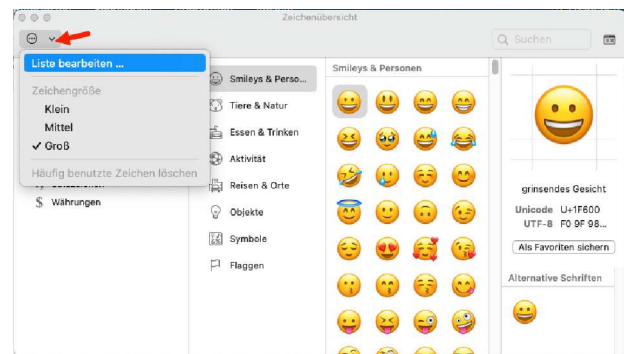 Zeichenübersicht
Suchen
Liste bearbeiten ...
Zeichengröße
Klein
Mittel
✓ Groß
Häufig benutzte Zeichen löschen
$ Währungen
Smileys & Perso...
Tiere & Natur
Essen & Trinken
Aktivität
Reisen & Orte
Objekte
Symbole
Flaggen
Smileys & Personen
grinsendes Gesicht
Unicode U+1F600
UTF-8 F0 9F 98...
Als Favoriten sichern
Alternative Schriften